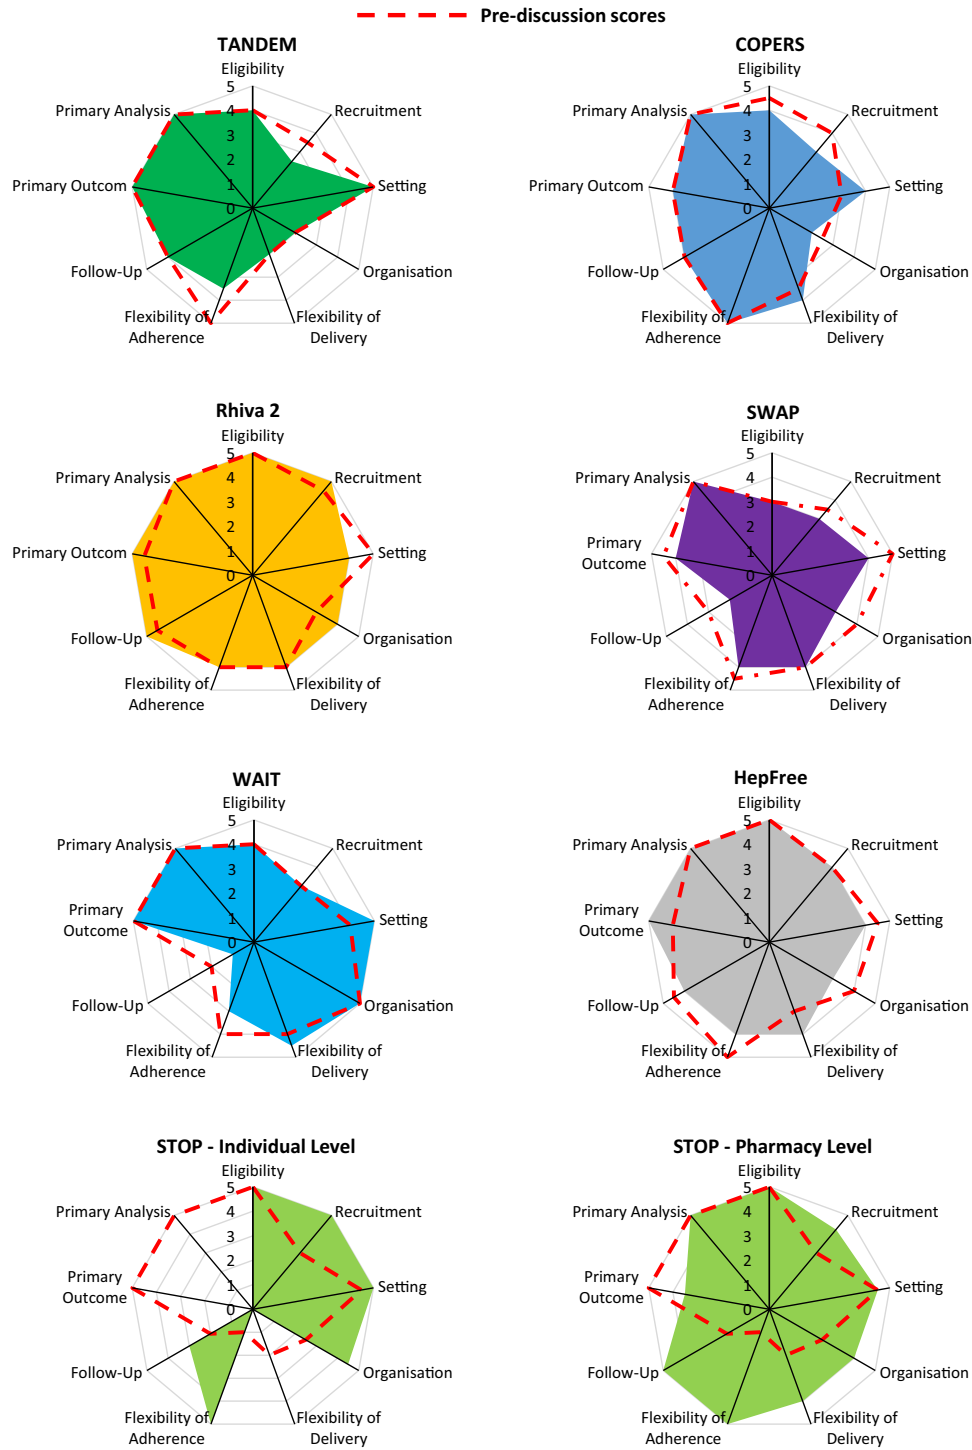 Pre-discussion scores
TANDEM
Eligibility
5
Primary Analysis
4
Recruitment
3
2
Primary Outcom
1
Setting
0
Follow-Up
Organisation
Flexibility of
Adherence
Flexibility of
Delivery
COPERS
Eligibility
5
Primary Analysis
4
Recruitment
3
2
Primary Outcom
1
Setting
0
Follow-Up
Organisation
Flexibility of
Adherence
Flexibility of
Delivery
Rhiva 2
Eligibility
5
Primary Analysis
4
Recruitment
3
2
Primary Outcom
1
Setting
0
Follow-Up
Organisation
Flexibility of
Adherence
Flexibility of
Delivery
SWAP
Eligibility
5
Primary Analysis
4
Recruitment
3
2
Primary
Outcome
1
Setting
0
Follow-Up
Organisation
Flexibility of
Adherence
Flexibility of
Delivery
WAIT
Eligibility
5
Primary Analysis
4
Recruitment
3
2
Primary
Outcome
1
Setting
0
Follow-Up
Organisation
Flexibility of
Adherence
Flexibility of
Delivery
HepFree
Eligibility
5
Primary Analysis
4
Recruitment
3
2
Primary
Outcome
1
Setting
0
Follow-Up
Organisation
Flexibility of
Adherence
Flexibility of
Delivery
STOP - Individual Level
Eligibility
5
Primary Analysis
4
Recruitment
3
2
Primary
Outcome
1
Setting
0
Follow-Up
Organisation
Flexibility of
Adherence
Flexibility of
Delivery
STOP - Pharmacy Level
Eligibility
5
Primary Analysis
4
Recruitment
3
2
Primary
Outcome
1
Setting
0
Follow-Up
Organisation
Flexibility of
Adherence
Flexibility of
Delivery